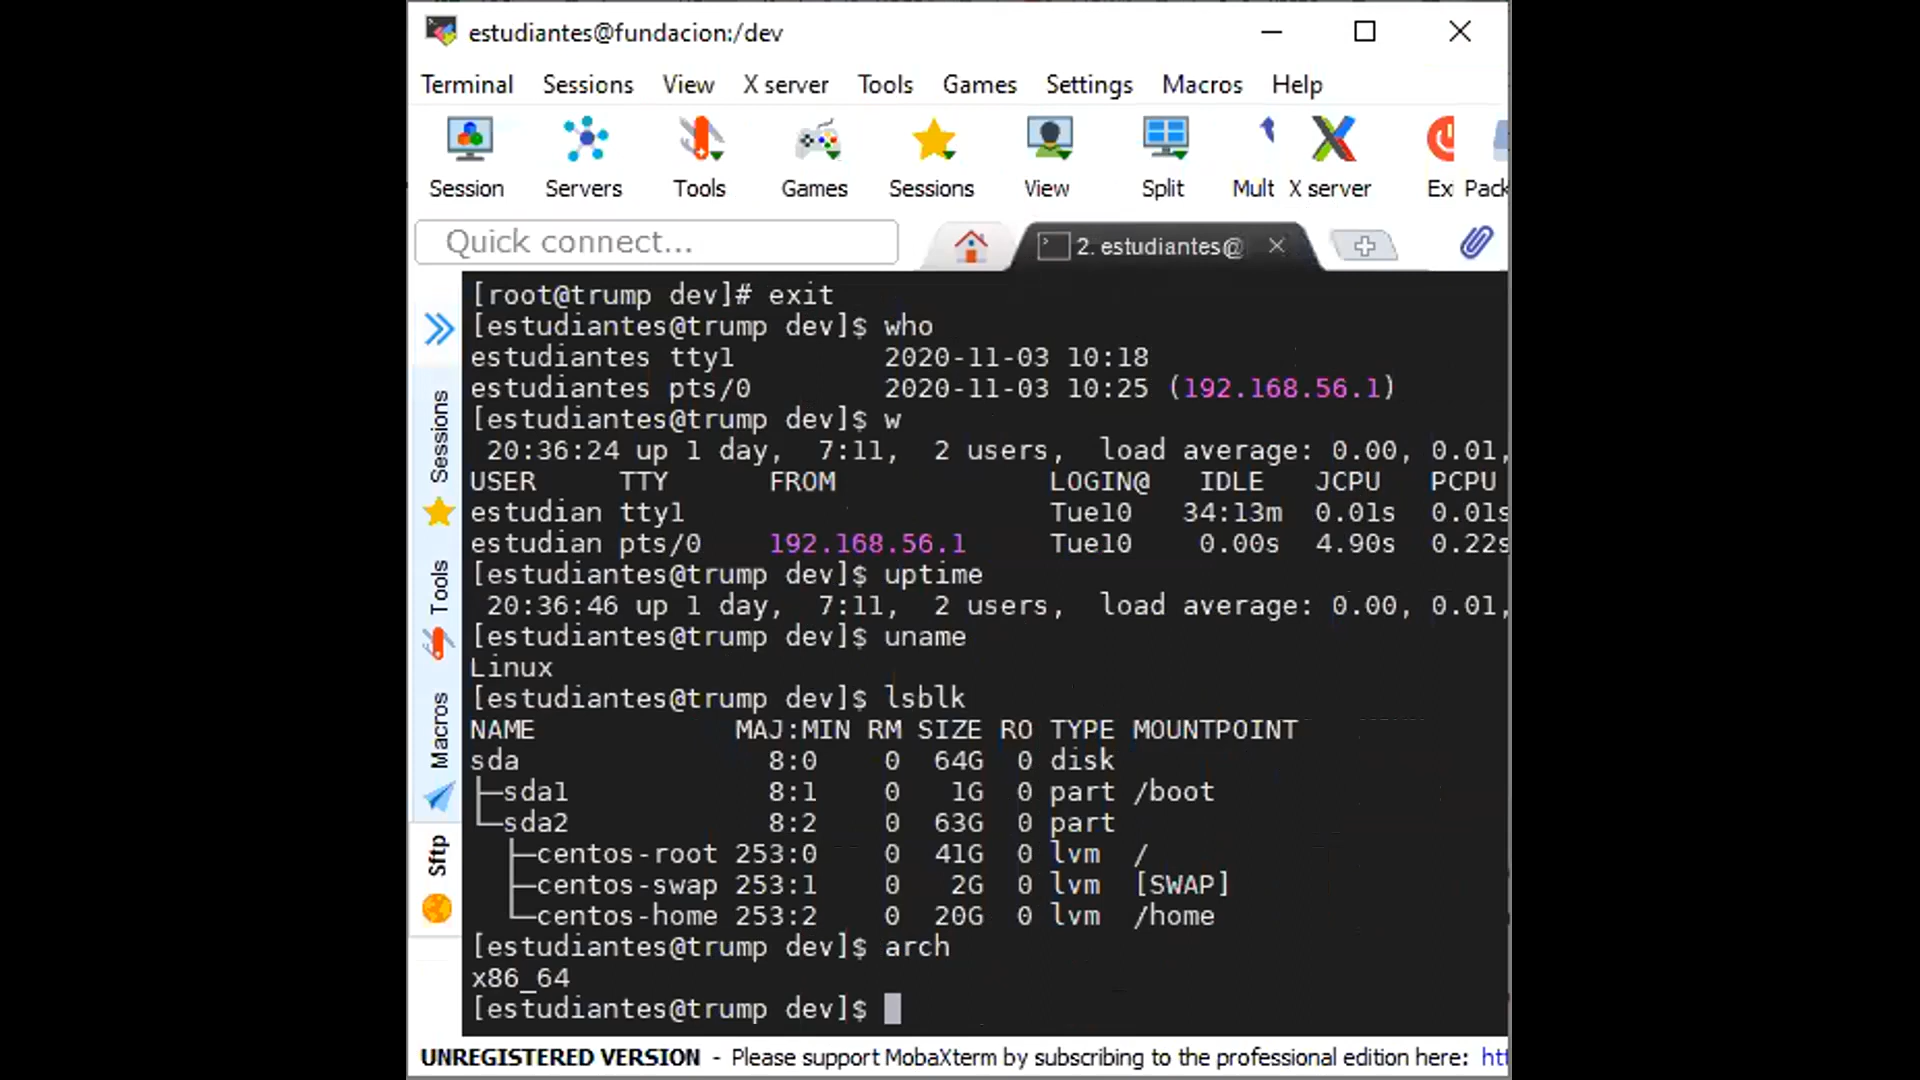 estudiantes@fundacion:/dev
Terminal Sessions View X server Tools Games Settings Macros Help
Session Servers Tools Games Sessions View Split Mult X server Ex Pack
Quick connect... 2. estudiantes@
[root@trump dev]# exit
[estudiantes@trump dev]$ who
estudiantes tty1 2020-11-03 10:18
estudiantes pts/0 2020-11-03 10:25 (192.168.56.1)
[estudiantes@trump dev]$ w
20:36:24 up 1 day, 7:11, 2 users, load average: 0.00, 0.01,
USER TTY FROM LOGIN@ IDLE JCPU PCPU
estudian tty1 Tue10 34:13m 0.01s 0.01s
estudian pts/0 192.168.56.1 Tue10 0.00s 4.90s 0.22s
[estudiantes@trump dev]$ uptime
20:36:46 up 1 day, 7:11, 2 users, load average: 0.00, 0.01,
[estudiantes@trump dev]$ uname
Linux
[estudiantes@trump dev]$ lsblk
NAME MAJ:MIN RM SIZE RO TYPE MOUNTPOINT
sda 8:0 0 64G 0 disk
├─sda1 8:1 0 1G 0 part /boot
└─sda2 8:2 0 63G 0 part
├─centos-root 253:0 0 41G 0 lvm /
├─centos-swap 253:1 0 2G 0 lvm [SWAP]
└─centos-home 253:2 0 20G 0 lvm /home
[estudiantes@trump dev]$ arch
x86_64
[estudiantes@trump dev]$
Sessions
Tools
Macros
Sftp
UNREGISTERED VERSION - Please support MobaXterm by subscribing to the professional edition here: htt